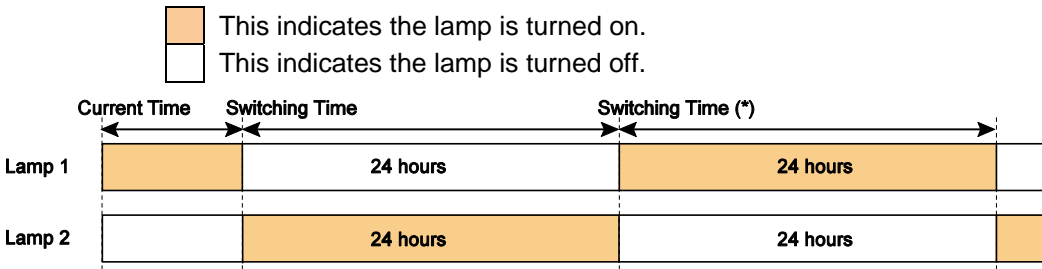 This indicates the lamp is turned on.
This indicates the lamp is turned off.
Current Time Switching Time Switching Time (*)
Lamp 1 24 hours 24 hours
Lamp 2 24 hours 24 hours